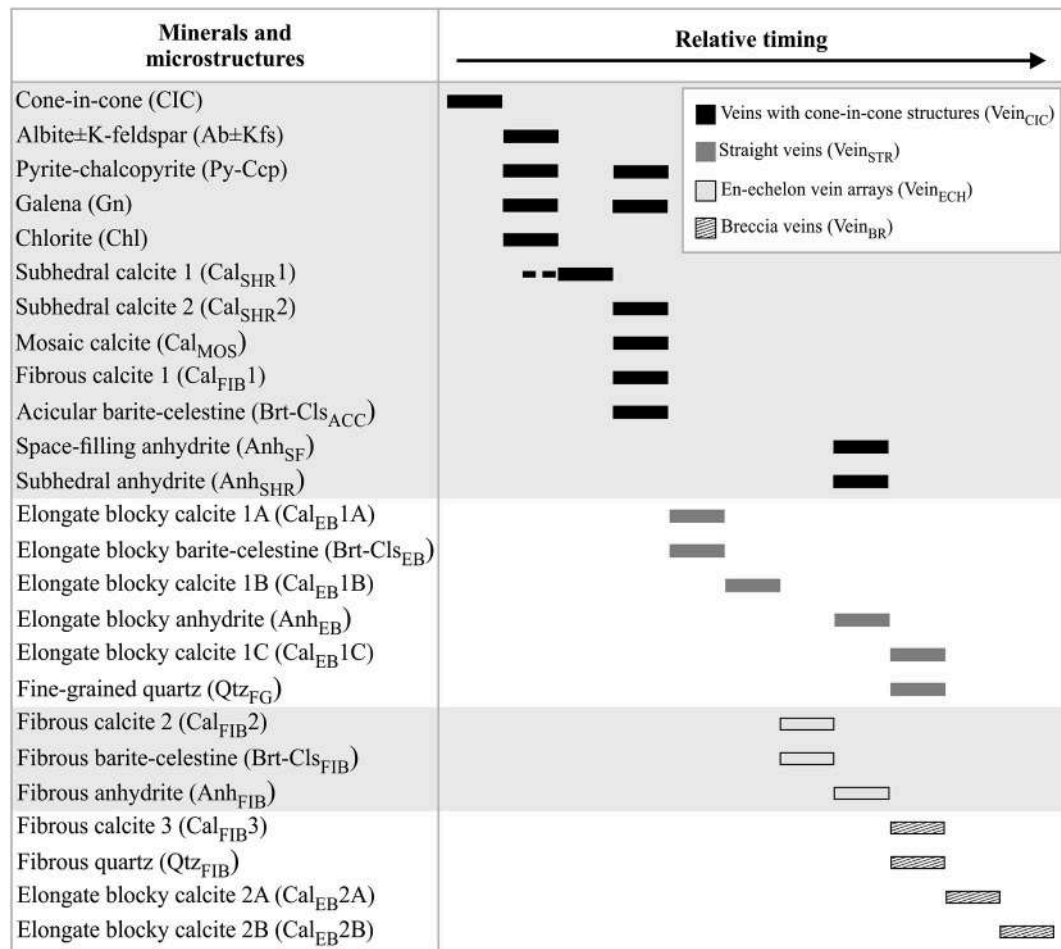 Minerals and
microstructures
Relative timing
Cone-in-cone (CIC)
Albite±K-feldspar (Ab±Kfs)
Pyrite-chalcopyrite (Py-Ccp)
Galena (Gn)
Chlorite (Chl)
Subhedral calcite 1 (CalSHR1)
Subhedral calcite 2 (CalSHR2)
Mosaic calcite (CalMOS)
Fibrous calcite 1 (CalFIB1)
Acicular barite-celestine (Brt-ClsACC)
Space-filling anhydrite (AnhSF)
Subhedral anhydrite (AnhSHR)
Elongate blocky calcite 1A (CalEB1A)
Elongate blocky barite-celestine (Brt-ClsEB)
Elongate blocky calcite 1B (CalEB1B)
Elongate blocky anhydrite (AnhEB)
Elongate blocky calcite 1C (CalEB1C)
Fine-grained quartz (QtzFG)
Fibrous calcite 2 (CalFIB2)
Fibrous barite-celestine (Brt-ClsFIB)
Fibrous anhydrite (AnhFIB)
Fibrous calcite 3 (CalFIB3)
Fibrous quartz (QtzFIB)
Elongate blocky calcite 2A (CalEB2A)
Elongate blocky calcite 2B (CalEB2B)
Veins with cone-in-cone structures (VeinCIC)
Straight veins (VeinSTR)
En-echelon vein arrays (VeinECH)
Breccia veins (VeinBR)